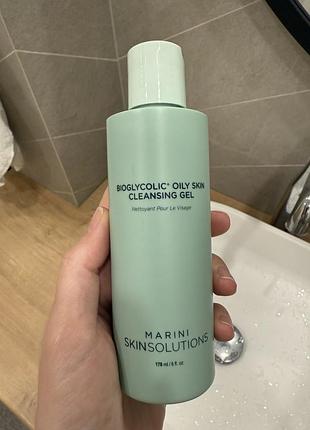 BIOGLYCOLIC® OILY SKIN
CLEANSING GEL
Nettoyant Pour Le Visage
MARINI
SKINSOLUTIONS
178 ml / 6 fl. oz